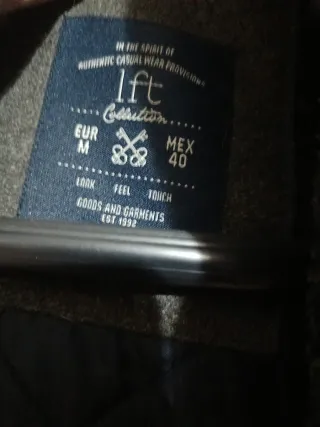 IN THE SPIRIT OF
AUTHENTIC CASUAL WEAR PROVISIONS
lft
Collection
EUR MEX
M 40
LOOK FEEL TOUCH
GOODS AND GARMENTS
EST 1992